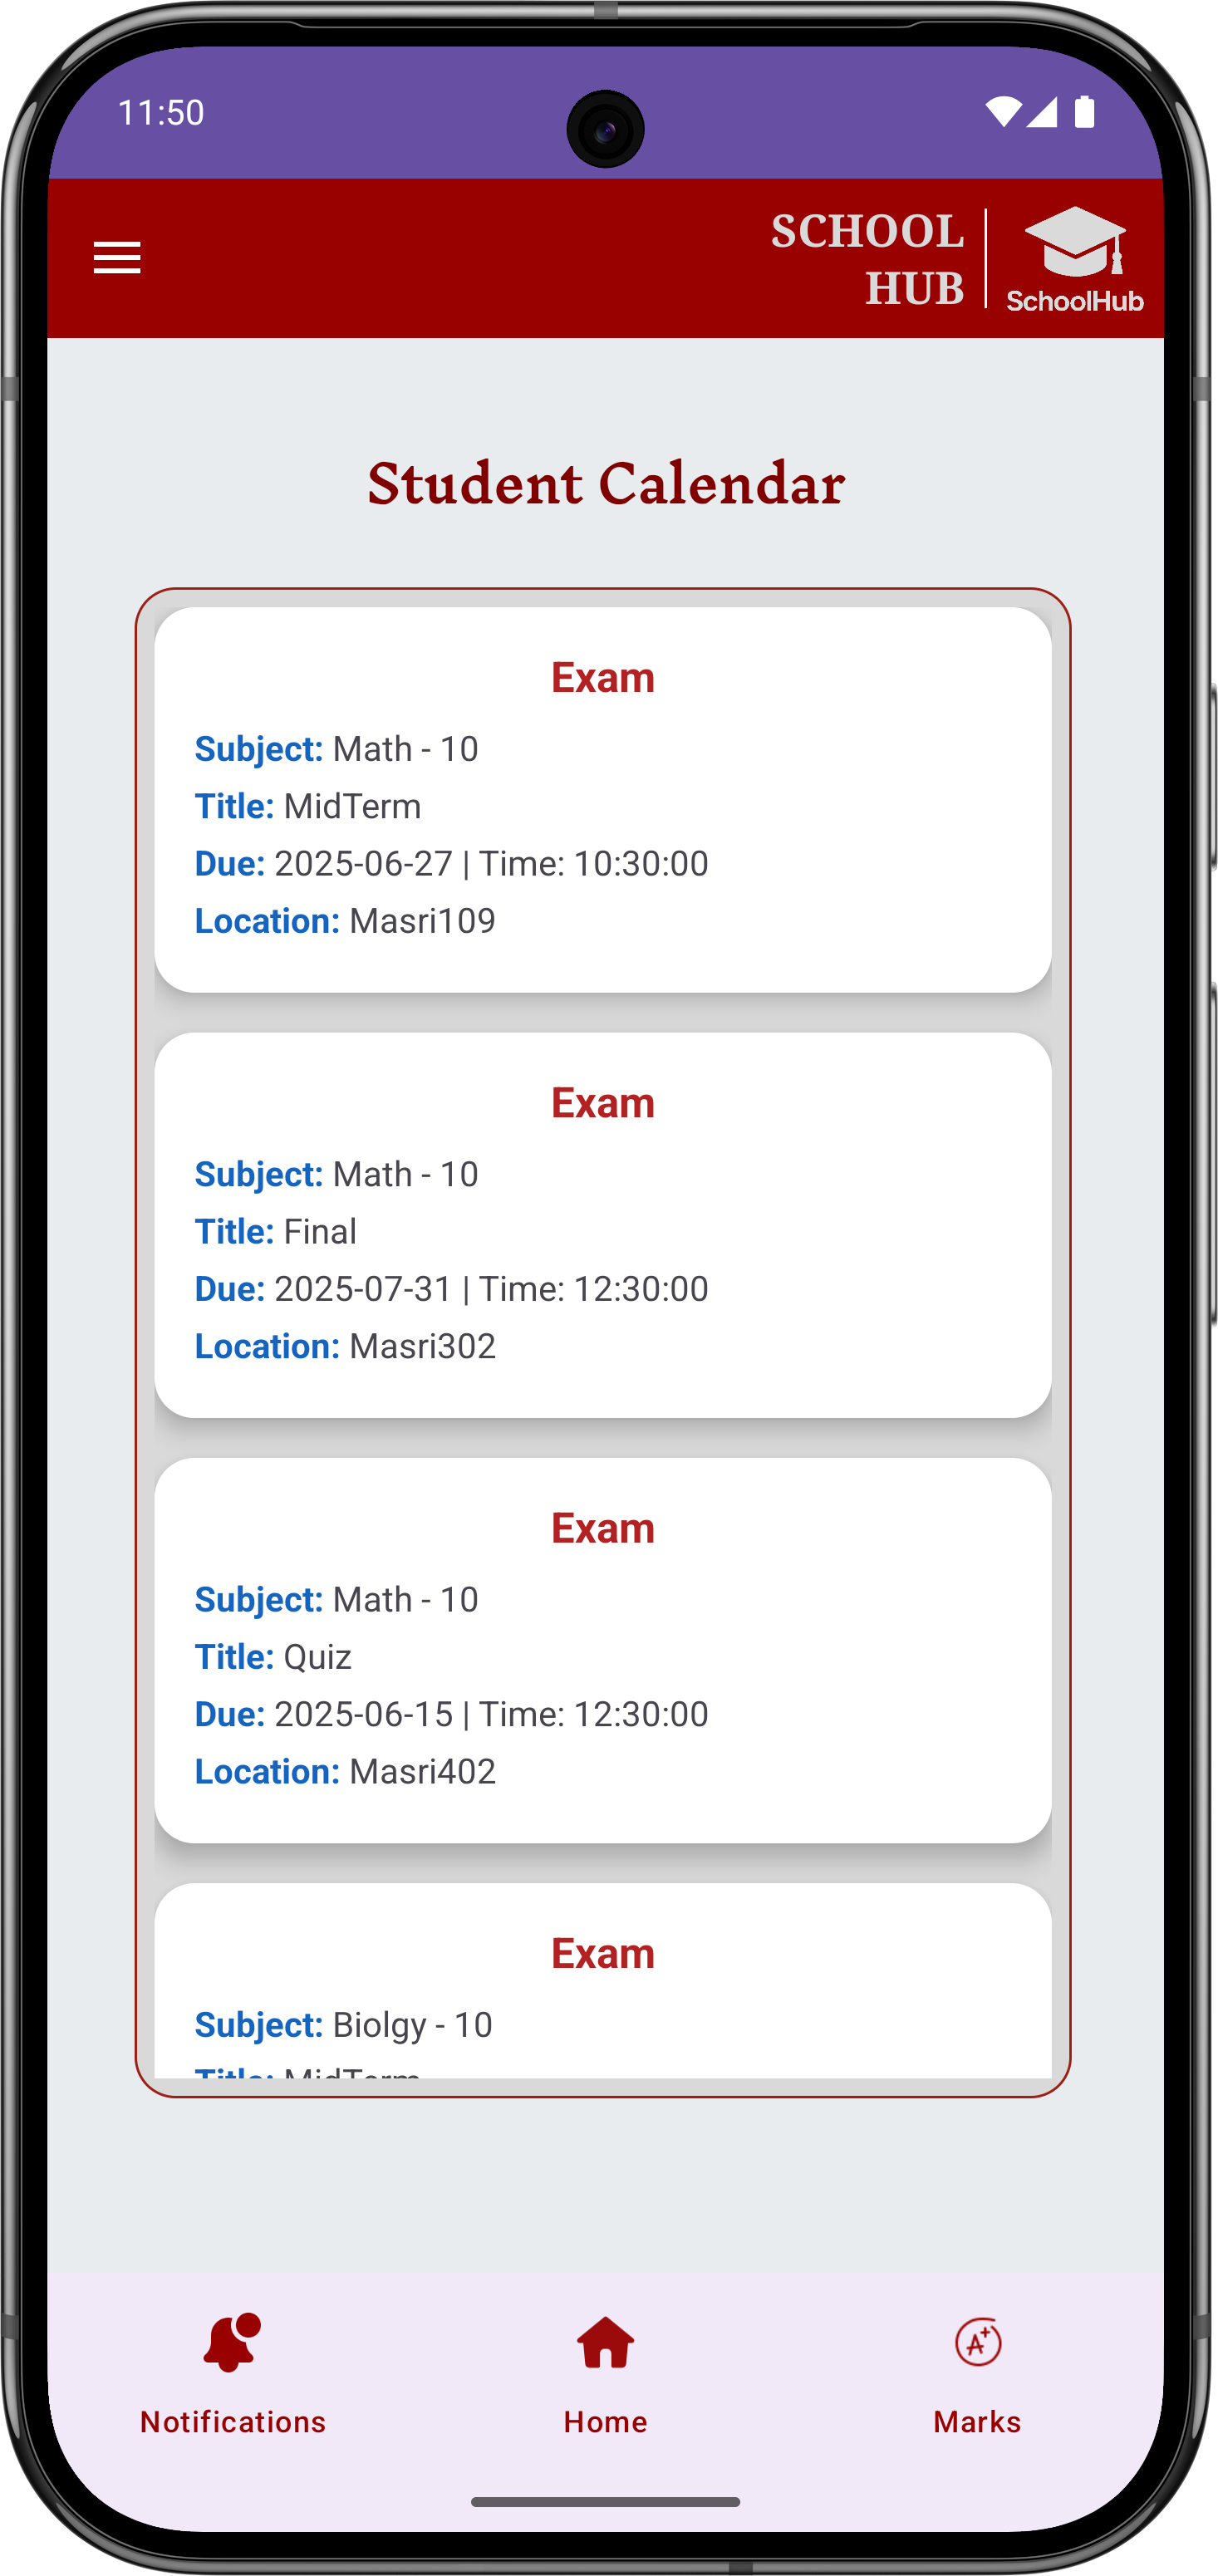 11:50
SCHOOL
HUB
SchoolHub
Student Calendar
Exam
Subject: Math - 10
Title: MidTerm
Due: 2025-06-27 | Time: 10:30:00
Location: Masri109
Exam
Subject: Math - 10
Title: Final
Due: 2025-07-31 | Time: 12:30:00
Location: Masri302
Exam
Subject: Math - 10
Title: Quiz
Due: 2025-06-15 | Time: 12:30:00
Location: Masri402
Exam
Subject: Biolgy - 10
Title: MidTerm
A+
Notifications
Home
Marks